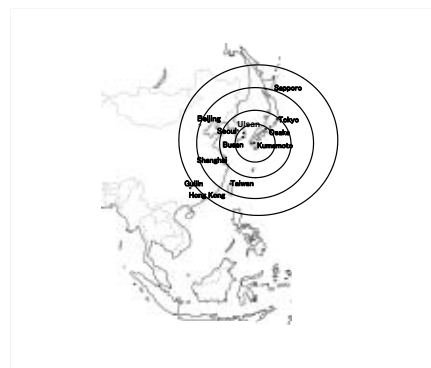 Sapporo
Beijing
Tokyo
Ulsan
Seoul
Osaka
Busan
Kumamoto
Shanghai
Guilin
Taiwan
Hong Kong